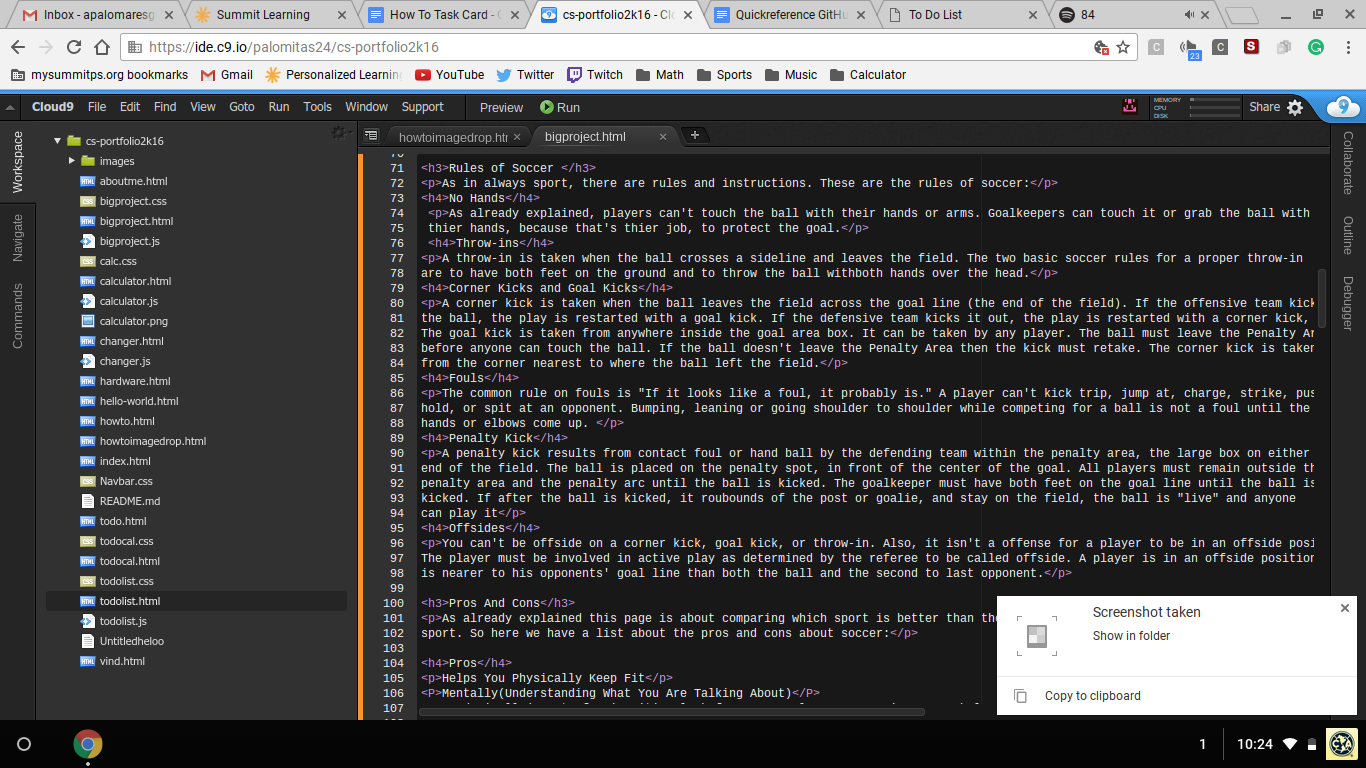 Inbox - apalomaresg
Summit Learning
How To Task Card - G
cs-portfolio2k16 - Clo
Quickreference GitHu
To Do List
84
https://ide.c9.io/palomitas24/cs-portfolio2k16
23
mysummitps.org bookmarks
Gmail
Personalized Learning
YouTube
Twitter
Twitch
Math
Sports
Music
Calculator
Cloud9 File Edit Find View Goto Run Tools Window Support Preview Run
MEMORY
CPU
DISK
Share
Workspace
Navigate
Commands
cs-portfolio2k16
images
aboutme.html
bigproject.css
bigproject.html
bigproject.js
calc.css
calculator.html
calculator.js
calculator.png
changer.html
changer.js
hardware.html
hello-world.html
howto.html
howtoimagedrop.html
index.html
Navbar.css
README.md
todo.html
todocal.css
todocal.html
todolist.css
todolist.html
todolist.js
Untitledheloo
vind.html
howtoimagedrop.htr
bigproject.html
70
71 <h3>Rules of Soccer </h3>
72 <p>As in always sport, there are rules and instructions. These are the rules of soccer:</p>
73 <h4>No Hands</h4>
74 <p>As already explained, players can't touch the ball with their hands or arms. Goalkeepers can touch it or grab the ball with
75 thier hands, because that's thier job, to protect the goal.</p>
76 <h4>Throw-ins</h4>
77 <p>A throw-in is taken when the ball crosses a sideline and leaves the field. The two basic soccer rules for a proper throw-in
78 are to have both feet on the ground and to throw the ball withboth hands over the head.</p>
79 <h4>Corner Kicks and Goal Kicks</h4>
80 <p>A corner kick is taken when the ball leaves the field across the goal line (the end of the field). If the offensive team kick
81 the ball, the play is restarted with a goal kick. If the defensive team kicks it out, the play is restarted with a corner kick,
82 The goal kick is taken from anywhere inside the goal area box. It can be taken by any player. The ball must leave the Penalty Ar
83 before anyone can touch the ball. If the ball doesn't leave the Penalty Area then the kick must retake. The corner kick is taken
84 from the corner nearest to where the ball left the field.</p>
85 <h4>Fouls</h4>
86 <p>The common rule on fouls is "If it looks like a foul, it probably is." A player can't kick trip, jump at, charge, strike, pus
87 hold, or spit at an opponent. Bumping, leaning or going shoulder to shoulder while competing for a ball is not a foul until the
88 hands or elbows come up. </p>
89 <h4>Penalty Kick</h4>
90 <p>A penalty kick results from contact foul or hand ball by the defending team within the penalty area, the large box on either
91 end of the field. The ball is placed on the penalty spot, in front of the center of the goal. All players must remain outside th
92 penalty area and the penalty arc until the ball is kicked. The goalkeeper must have both feet on the goal line until the ball is
93 kicked. If after the ball is kicked, it roubounds of the post or goalie, and stay on the field, the ball is "live" and anyone
94 can play it</p>
95 <h4>Offsides</h4>
96 <p>You can't be offside on a corner kick, goal kick, or throw-in. Also, it isn't a offense for a player to be in an offside posi
97 The player must be involved in active play as determined by the referee to be called offside. A player is in an offside position
98 is nearer to his opponents' goal line than both the ball and the second to last opponent.</p>
99
100 <h3>Pros And Cons</h3>
101 <p>As already explained this page is about comparing which sport is better than the
102 sport. So here we have a list about the pros and cons about soccer:</p>
103
104 <h4>Pros</h4>
105 <p>Helps You Physically Keep Fit</p>
106 <P>Mentally(Understanding What You Are Talking About)</P>
107
Collaborate
Outline
Debugger
Screenshot taken
Show in folder
Copy to clipboard
1
10:24